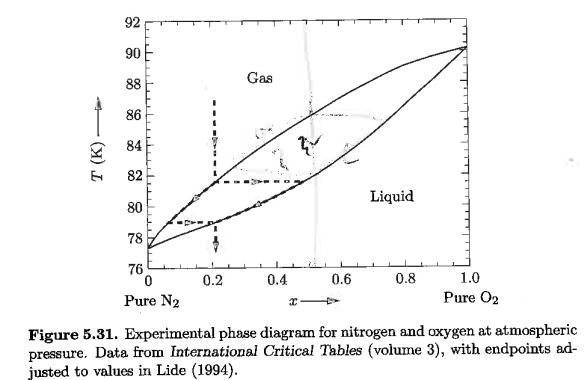 92
90
88
86
84
82
80
78
76
T (K)
Gas
Liquid
0
0.2
0.4
0.6
0.8
1.0
Pure N₂
x
Pure O₂
Figure 5.31. Experimental phase diagram for nitrogen and oxygen at atmospheric
pressure. Data from International Critical Tables (volume 3), with endpoints ad-
justed to values in Lide (1994).